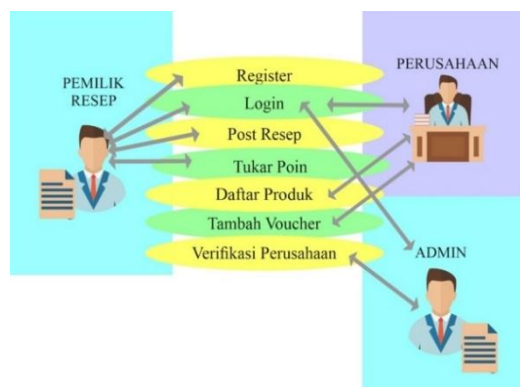 PEMILIK
RESEP
Register
Login
Post Resep
Tukar Poin
Daftar Produk
Tambah Voucher
Verifikasi Perusahaan
PERUSAHAAN
ADMIN